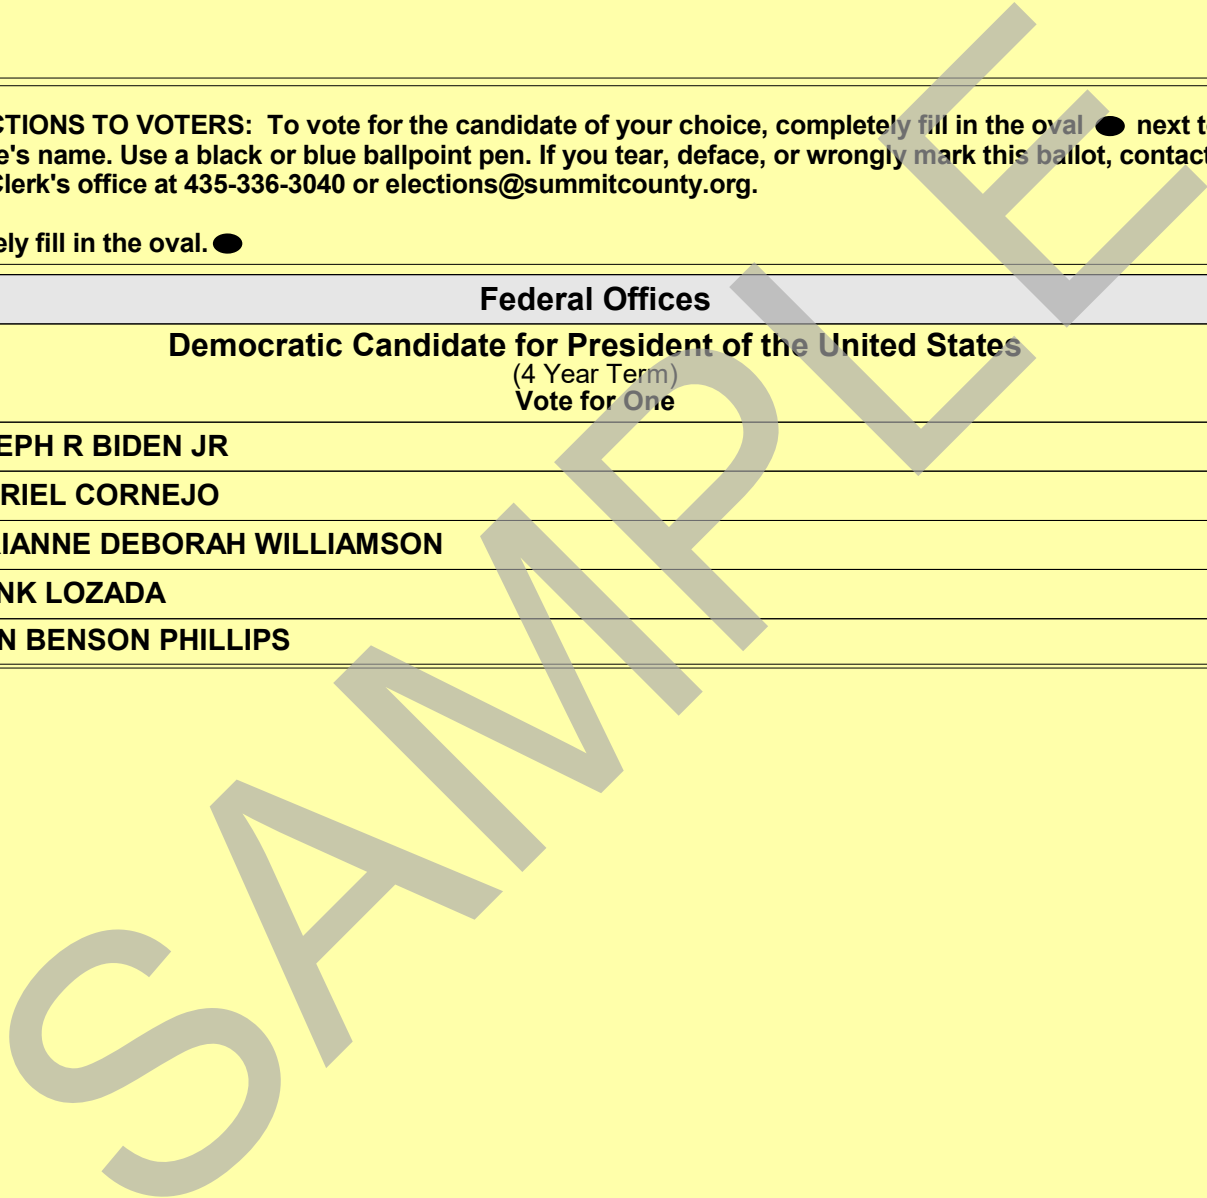 CTIONS TO VOTERS: To vote for the candidate of your choice, completely fill in the oval next t
e's name. Use a black or blue ballpoint pen. If you tear, deface, or wrongly mark this ballot, contact
Clerk's office at 435-336-3040 or elections@summitcounty.org.
ely fill in the oval.
Federal Offices
Democratic Candidate for President of the United States
(4 Year Term)
Vote for One
EPH R BIDEN JR
RIEL CORNEJO
IANNE DEBORAH WILLIAMSON
NK LOZADA
N BENSON PHILLIPS
SAMPLE